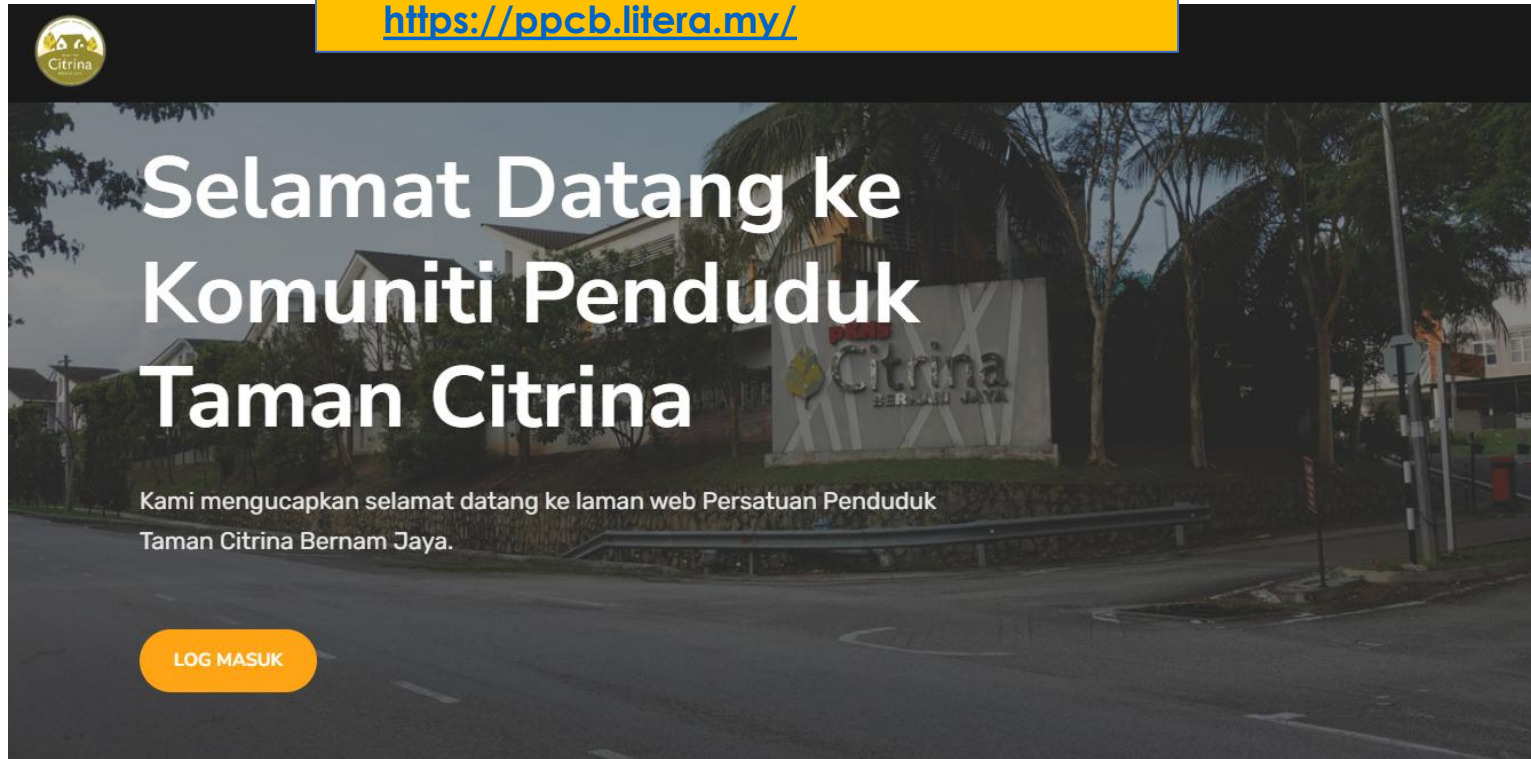 https://ppcb.litera.my/
Citrina
Selamat Datang ke
Komuniti Penduduk
Taman Citrina
pKNS
Citrina
BERNAM JAYA
Kami mengucapkan selamat datang ke laman web Persatuan Penduduk
Taman Citrina Bernam Jaya.
LOG MASUK